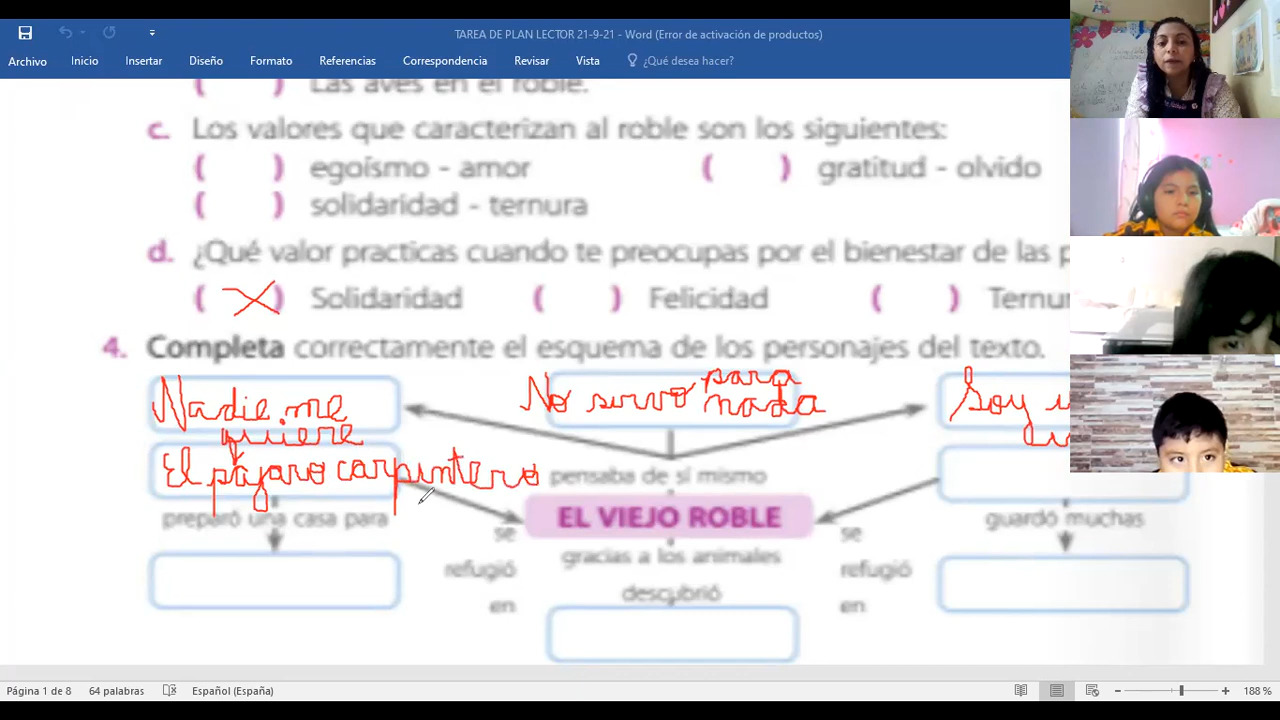 TAREA DE PLAN LECTOR 21-9-21 - Word (Error de activación de productos)
Archivo Inicio Insertar Diseño Formato Referencias Correspondencia Revisar Vista ¿Qué desea hacer?
( ) Las aves en el roble.
c. Los valores que caracterizan al roble son los siguientes:
( ) egoísmo - amor ( ) gratitud - olvido
( ) solidaridad - ternura
d. ¿Qué valor practicas cuando te preocupas por el bienestar de las
( X ) Solidaridad ( ) Felicidad ( )
4. Completa correctamente el esquema de los personajes del texto.
Nadie me
quiere
No sirvo para
nada
Soy
El pájaro carpintero
pensaba de sí mismo
EL VIEJO ROBLE
preparó una casa para
se
refugió
en
gracias a los animales
descubrió
se
refugió
en
guardó muchas
Página 1 de 8 64 palabras Español (España) 188 %